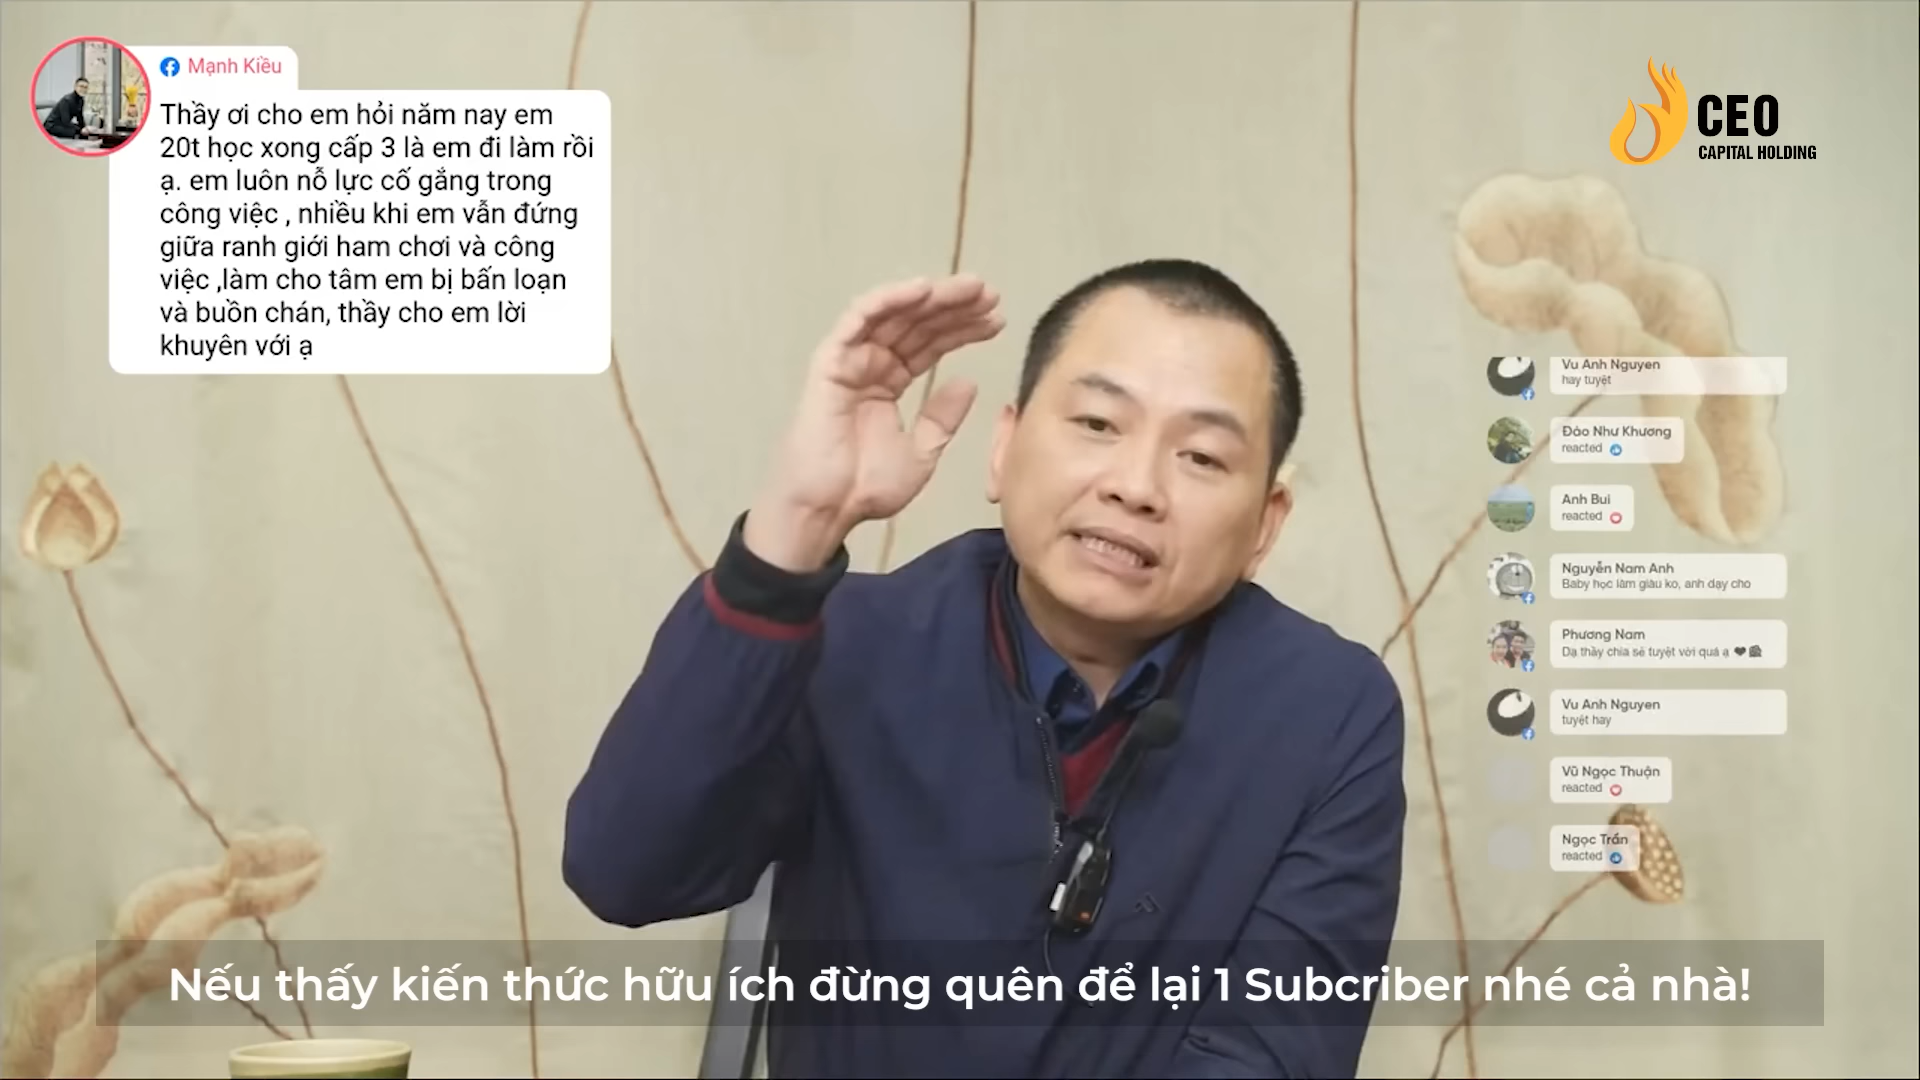 Mạnh Kiều
Thầy ơi cho em hỏi năm nay em
20t học xong cấp 3 là em đi làm rồi
ạ. em luôn nỗ lực cố gắng trong
công việc , nhiều khi em vẫn đứng
giữa ranh giới ham chơi và công
việc ,làm cho tâm em bị bấn loạn
và buồn chán, thầy cho em lời
khuyên với ạ
CEO
CAPITAL HOLDING
Vu Anh Nguyen
hay tuyệt
Đào Như Khương
reacted
Anh Bui
reacted
Nguyễn Nam Anh
Baby học làm giàu ko, anh dạy cho
Phương Nam
Dạ thầy chia sẻ tuyệt vời quá ạ
Vu Anh Nguyen
tuyệt hay
Vũ Ngọc Thuận
reacted
Ngọc Trần
reacted
Nếu thấy kiến thức hữu ích đừng quên để lại 1 Subcriber nhé cả nhà!